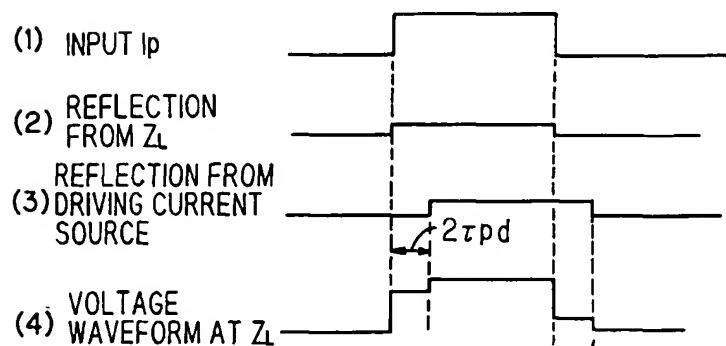 (1) INPUT Ip
(2) REFLECTION
FROM ZL
(3) REFLECTION FROM
DRIVING CURRENT
SOURCE
2τpd
(4) VOLTAGE
WAVEFORM AT ZL